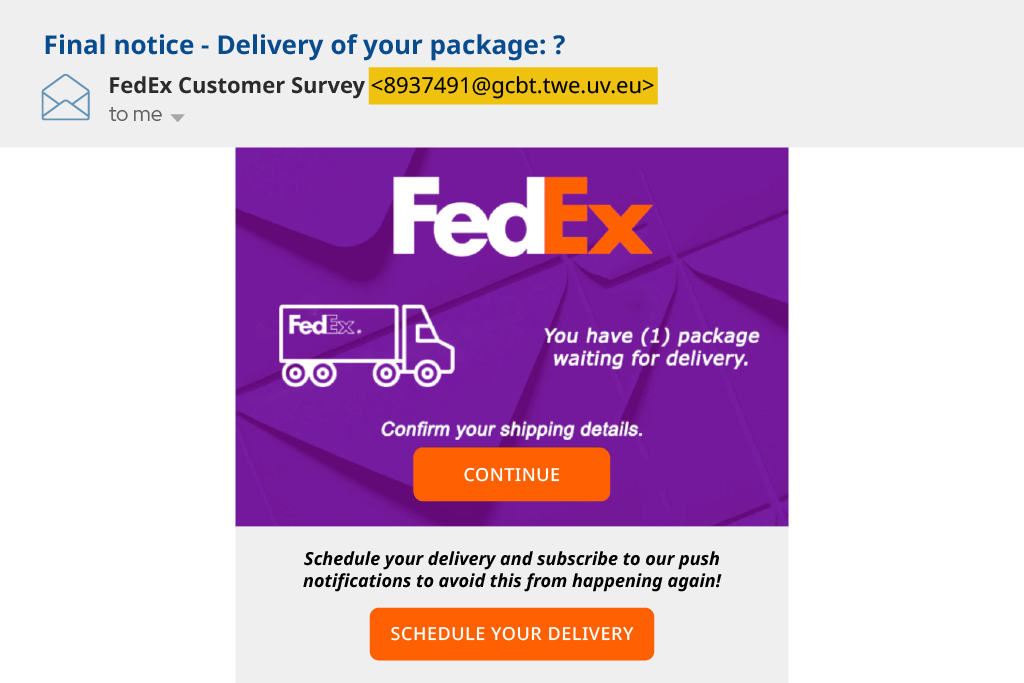 Final notice - Delivery of your package: ?
FedEx Customer Survey <8937491@gcbt.twe.uv.eu>
to me
FedEx
FedEx.
You have (1) package
waiting for delivery.
Confirm your shipping details.
CONTINUE
Schedule your delivery and subscribe to our push
notifications to avoid this from happening again!
SCHEDULE YOUR DELIVERY